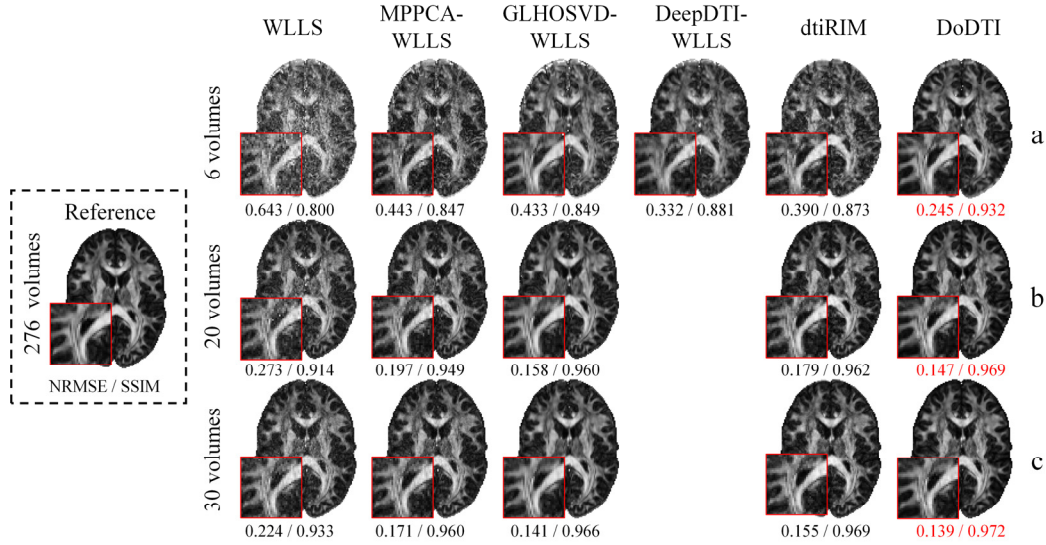 WLLS
MPPCA-
WLLS
GLHOSVD-
WLLS
DeepDTI-
WLLS
dtiRIM
DoDTI
6 volumes
a
0.643 / 0.800
0.443 / 0.847
0.433 / 0.849
0.332 / 0.881
0.390 / 0.873
0.245 / 0.932
Reference
276 volumes
NRMSE / SSIM
20 volumes
b
0.273 / 0.914
0.197 / 0.949
0.158 / 0.960
0.179 / 0.962
0.147 / 0.969
30 volumes
c
0.224 / 0.933
0.171 / 0.960
0.141 / 0.966
0.155 / 0.969
0.139 / 0.972